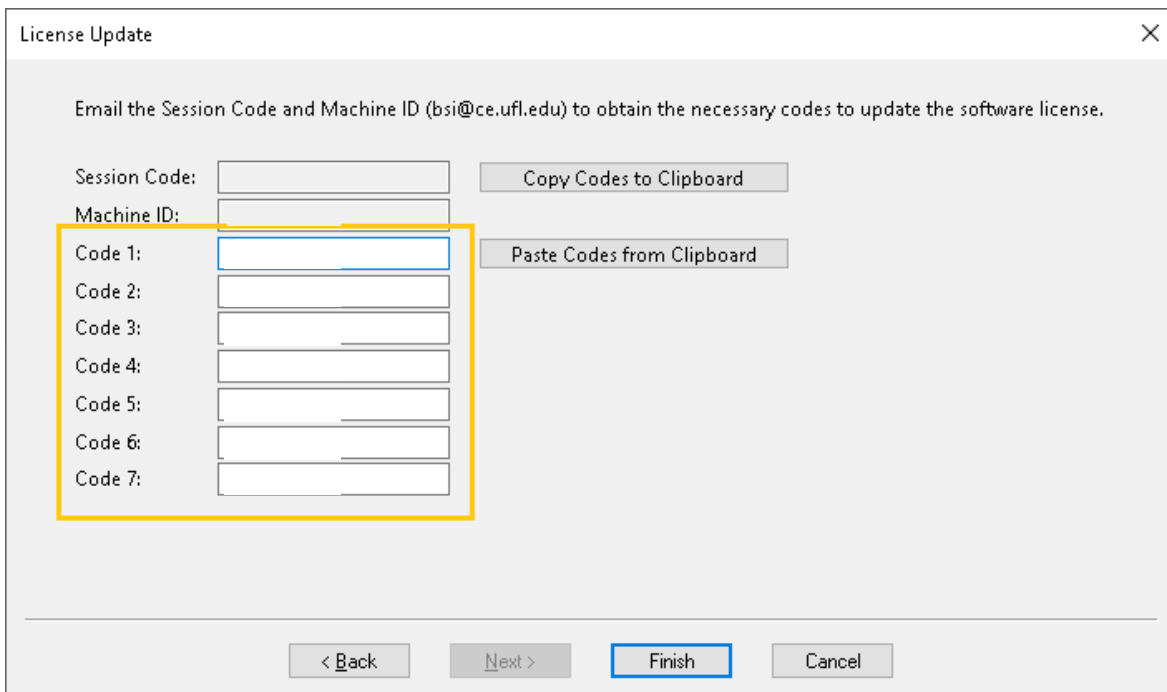 License Update
Email the Session Code and Machine ID (bsi@ce.ufl.edu) to obtain the necessary codes to update the software license.
Session Code:
Copy Codes to Clipboard
Machine ID:
Code 1:
Paste Codes from Clipboard
Code 2:
Code 3:
Code 4:
Code 5:
Code 6:
Code 7:
< Back
Next >
Finish
Cancel